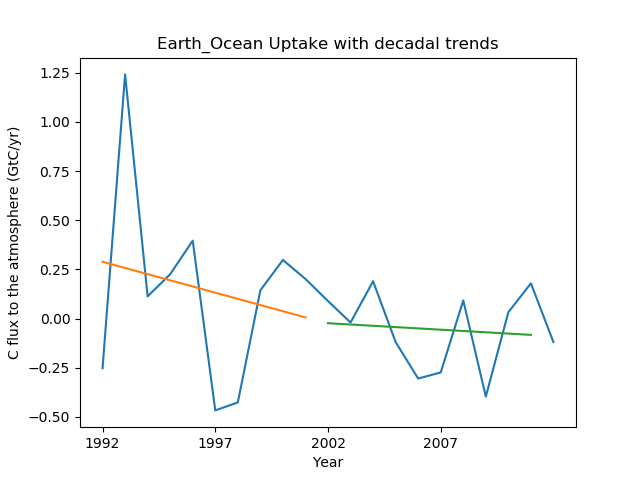 Earth_Ocean Uptake with decadal trends
C flux to the atmosphere (GtC/yr)
1.25
1.00
0.75
0.50
0.25
0.00
−0.25
−0.50
1992 1997 2002 2007
Year